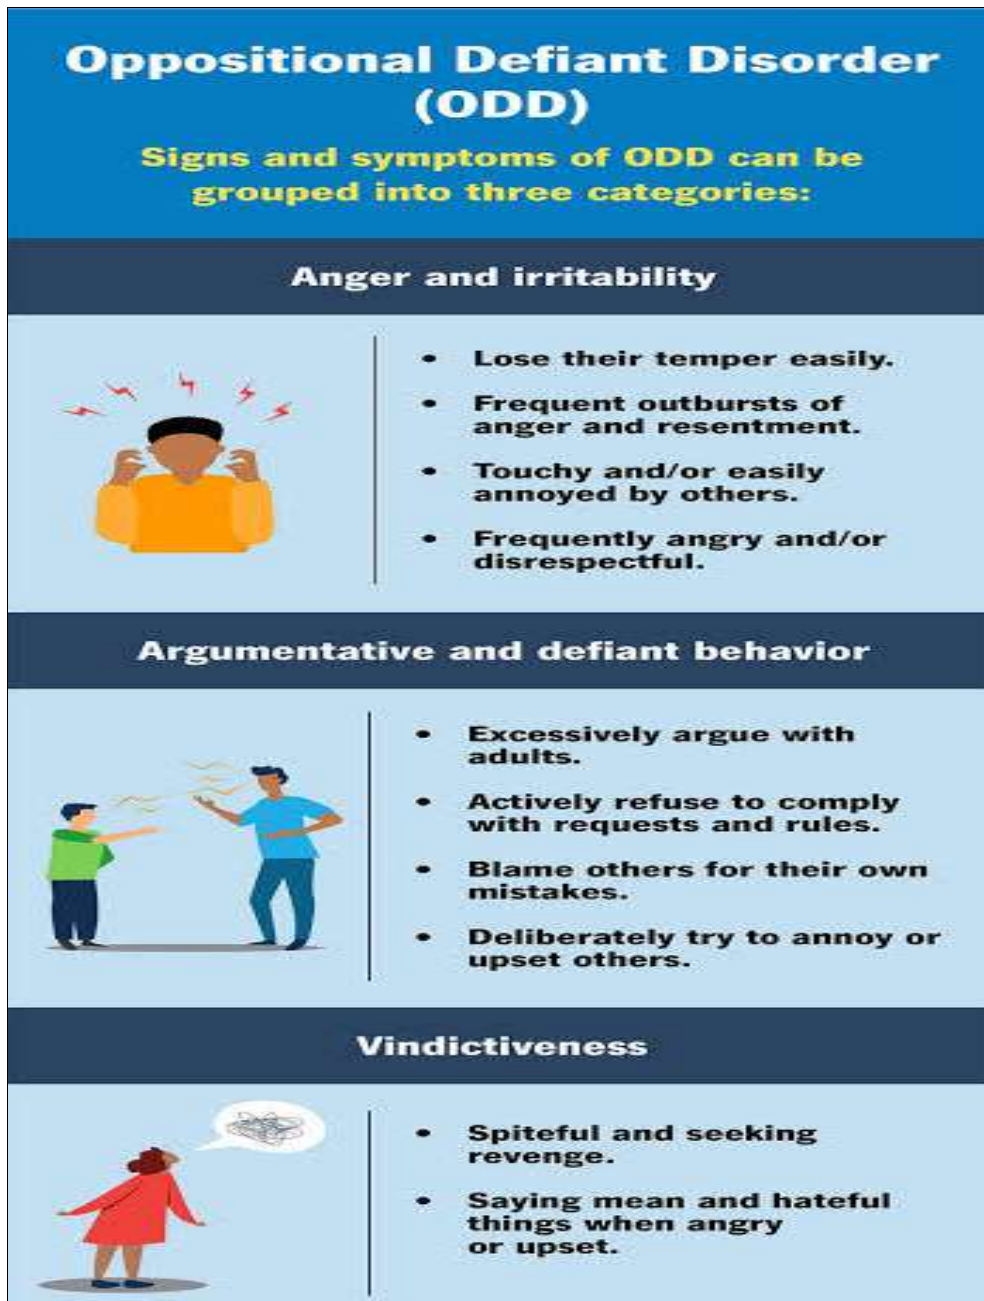 Oppositional Defiant Disorder
(ODD)
Signs and symptoms of ODD can be
grouped into three categories:
Anger and irritability
• Lose their temper easily.
• Frequent outbursts of
anger and resentment.
• Touchy and/or easily
annoyed by others.
• Frequently angry and/or
disrespectful.
Argumentative and defiant behavior
• Excessively argue with
adults.
• Actively refuse to comply
with requests and rules.
• Blame others for their own
mistakes.
• Deliberately try to annoy or
upset others.
Vindictiveness
• Spiteful and seeking
revenge.
• Saying mean and hateful
things when angry
or upset.